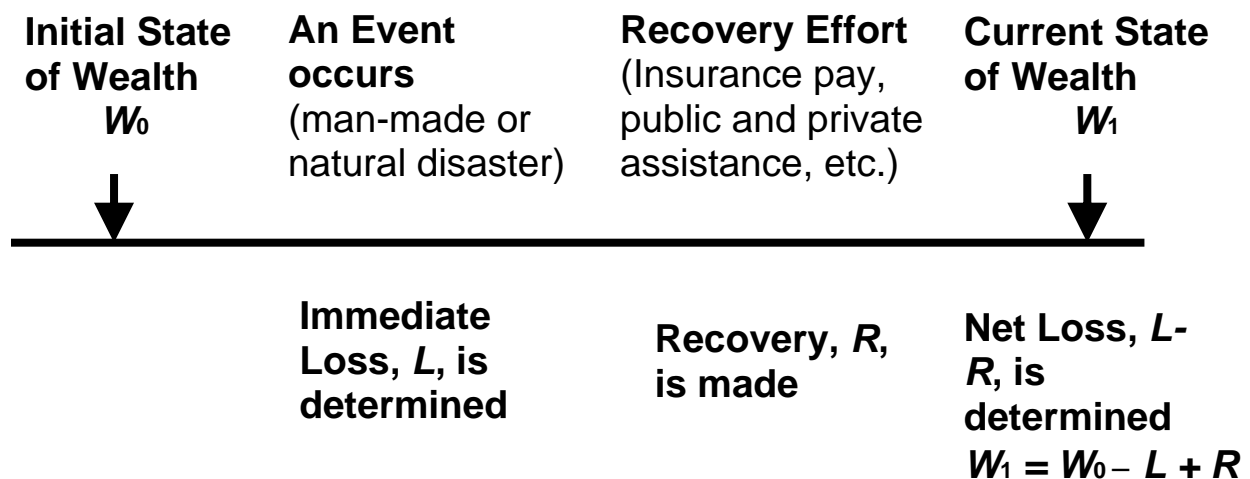 Initial State
of Wealth
W₀
An Event
occurs
(man-made or
natural disaster)
Recovery Effort
(Insurance pay,
public and private
assistance, etc.)
Current State
of Wealth
W₁
Immediate
Loss, L, is
determined
Recovery, R,
is made
Net Loss, L-
R, is
determined
W₁ = W₀ – L + R